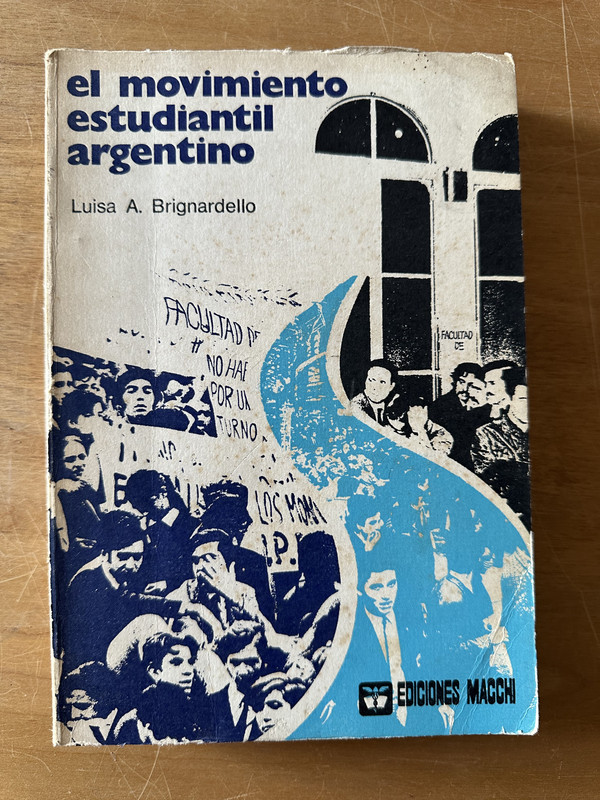 el movimiento
estudiantil
argentino
Luisa A. Brignardello
FACULTAD DE
NO HAY
POR UN
TURNO
LOS
.P.
FACULTAD
DE
EDICIONES MACCHI